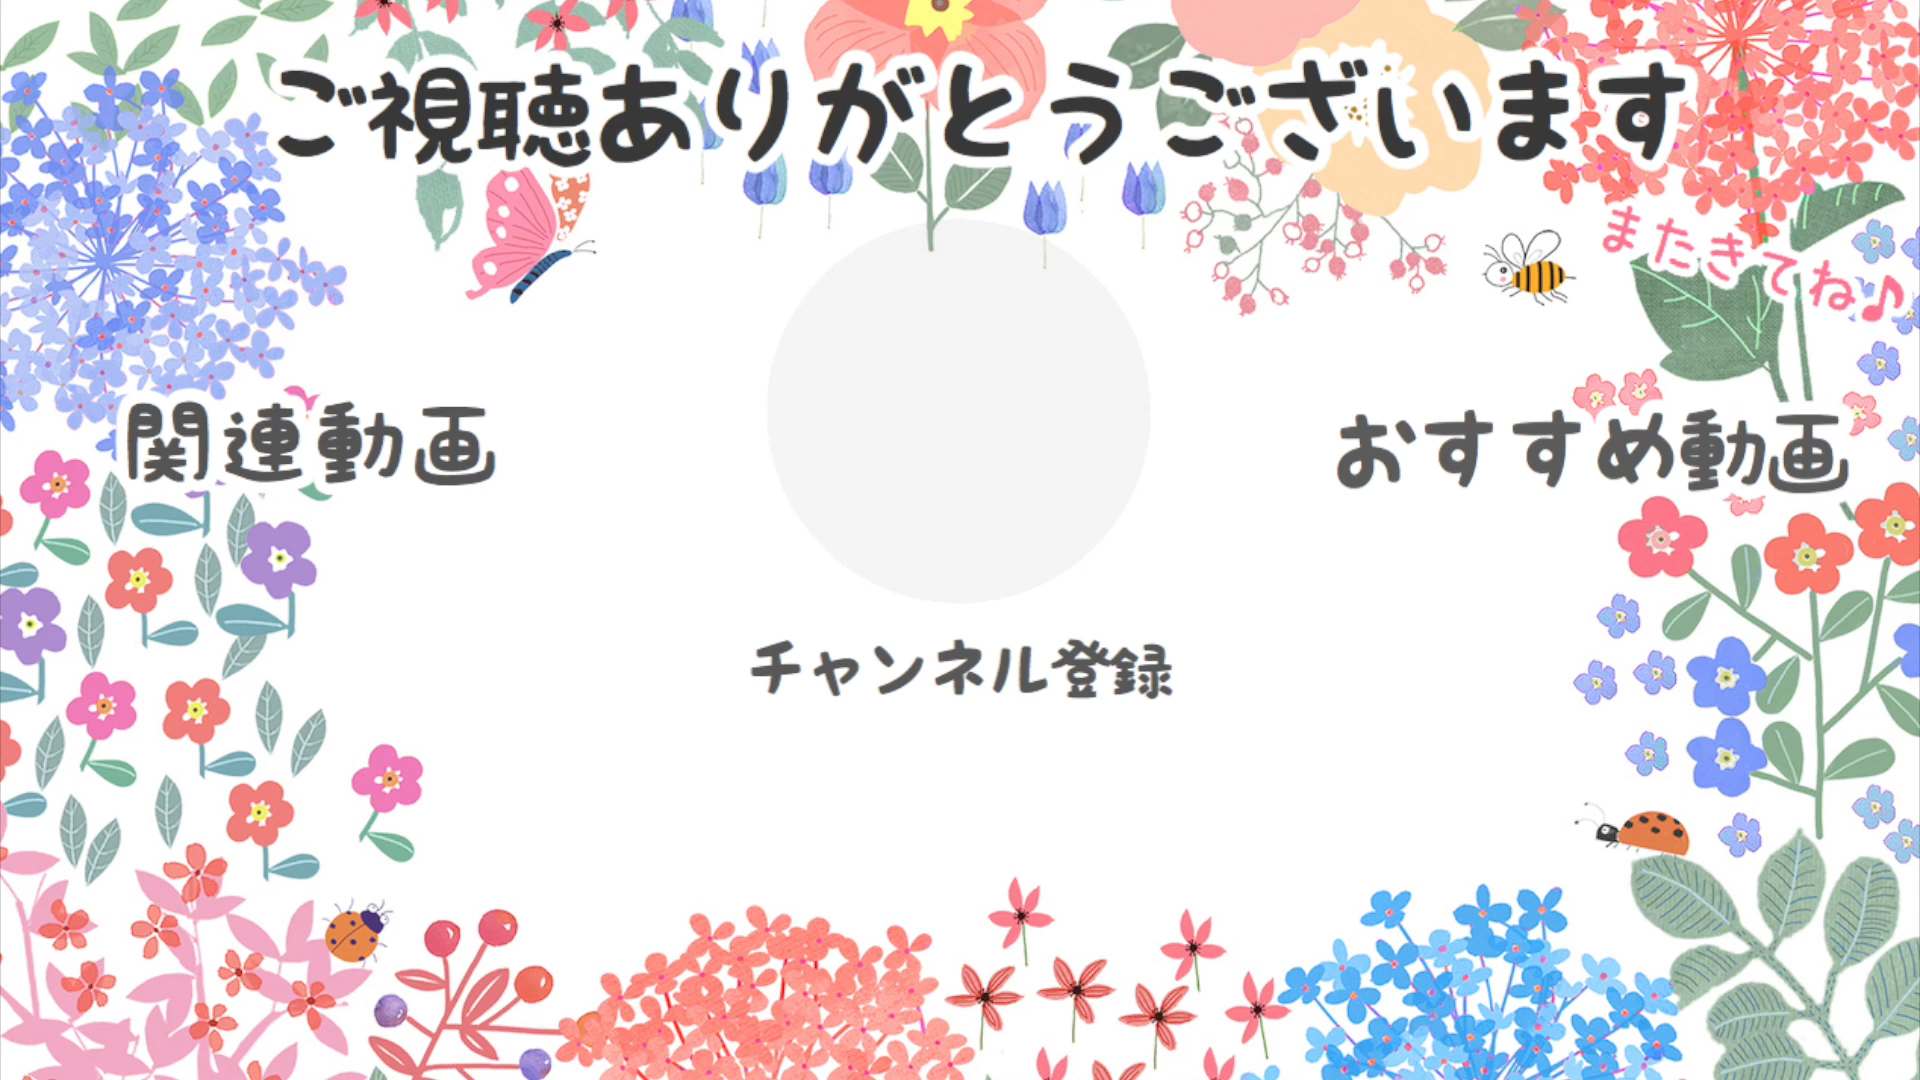 ご視聴ありがとうございます
またきてね♪
関連動画
おすすめ動画
チャンネル登録